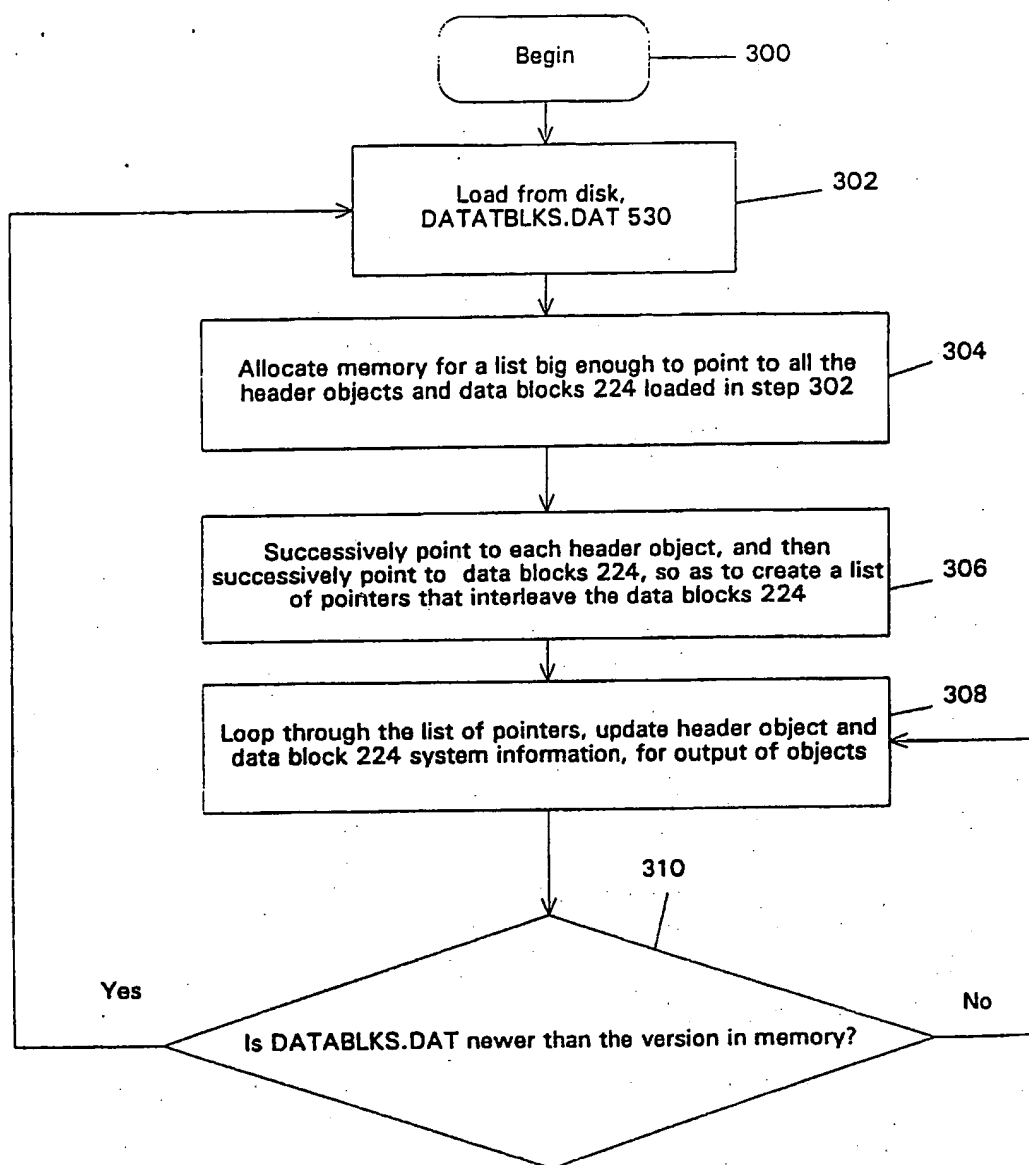 Begin
300
Load from disk,
DATATBLKS.DAT 530
302
Allocate memory for a list big enough to point to all the
header objects and data blocks 224 loaded in step 302
304
Successively point to each header object, and then
successively point to data blocks 224, so as to create a list
of pointers that interleave the data blocks 224
306
Loop through the list of pointers, update header object and
data block 224 system information, for output of objects
308
310
Yes
No
Is DATABLKS.DAT newer than the version in memory?